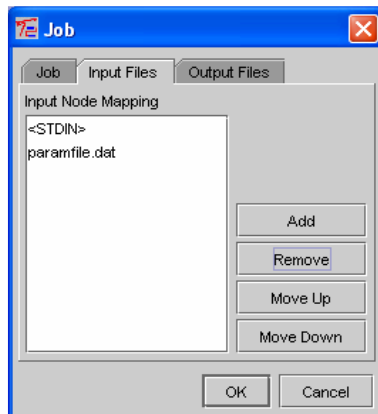 Job
Job Input Files Output Files
Input Node Mapping
<STDIN>
paramfile.dat
Add
Remove
Move Up
Move Down
OK Cancel